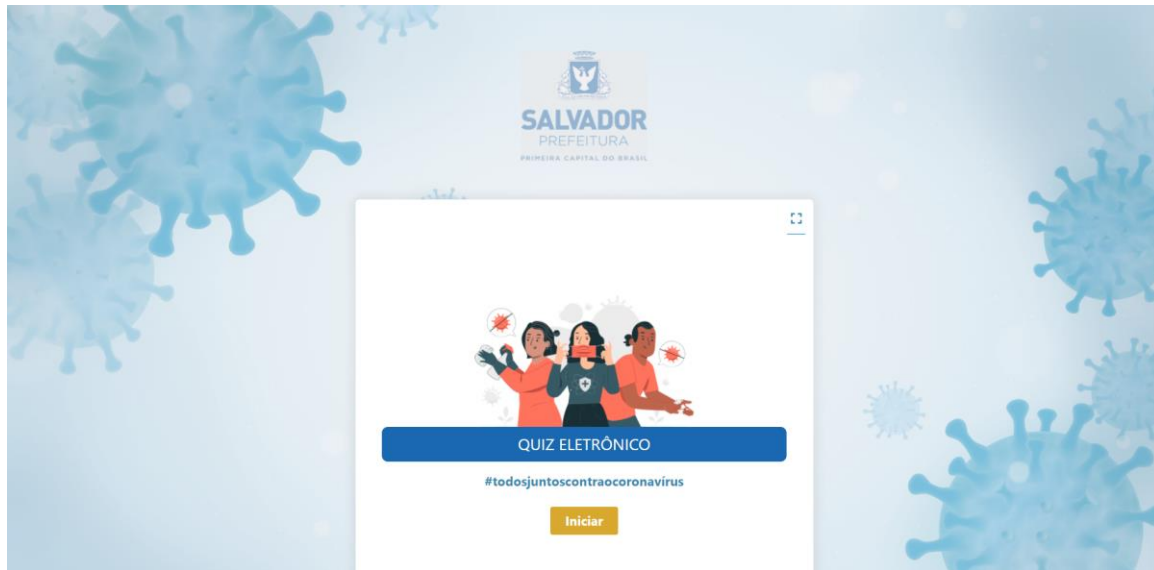 SALVADOR
PREFEITURA
PRIMEIRA CAPITAL DO BRASIL
QUIZ ELETRÔNICO
#todosjuntoscontraocoronavírus
Iniciar